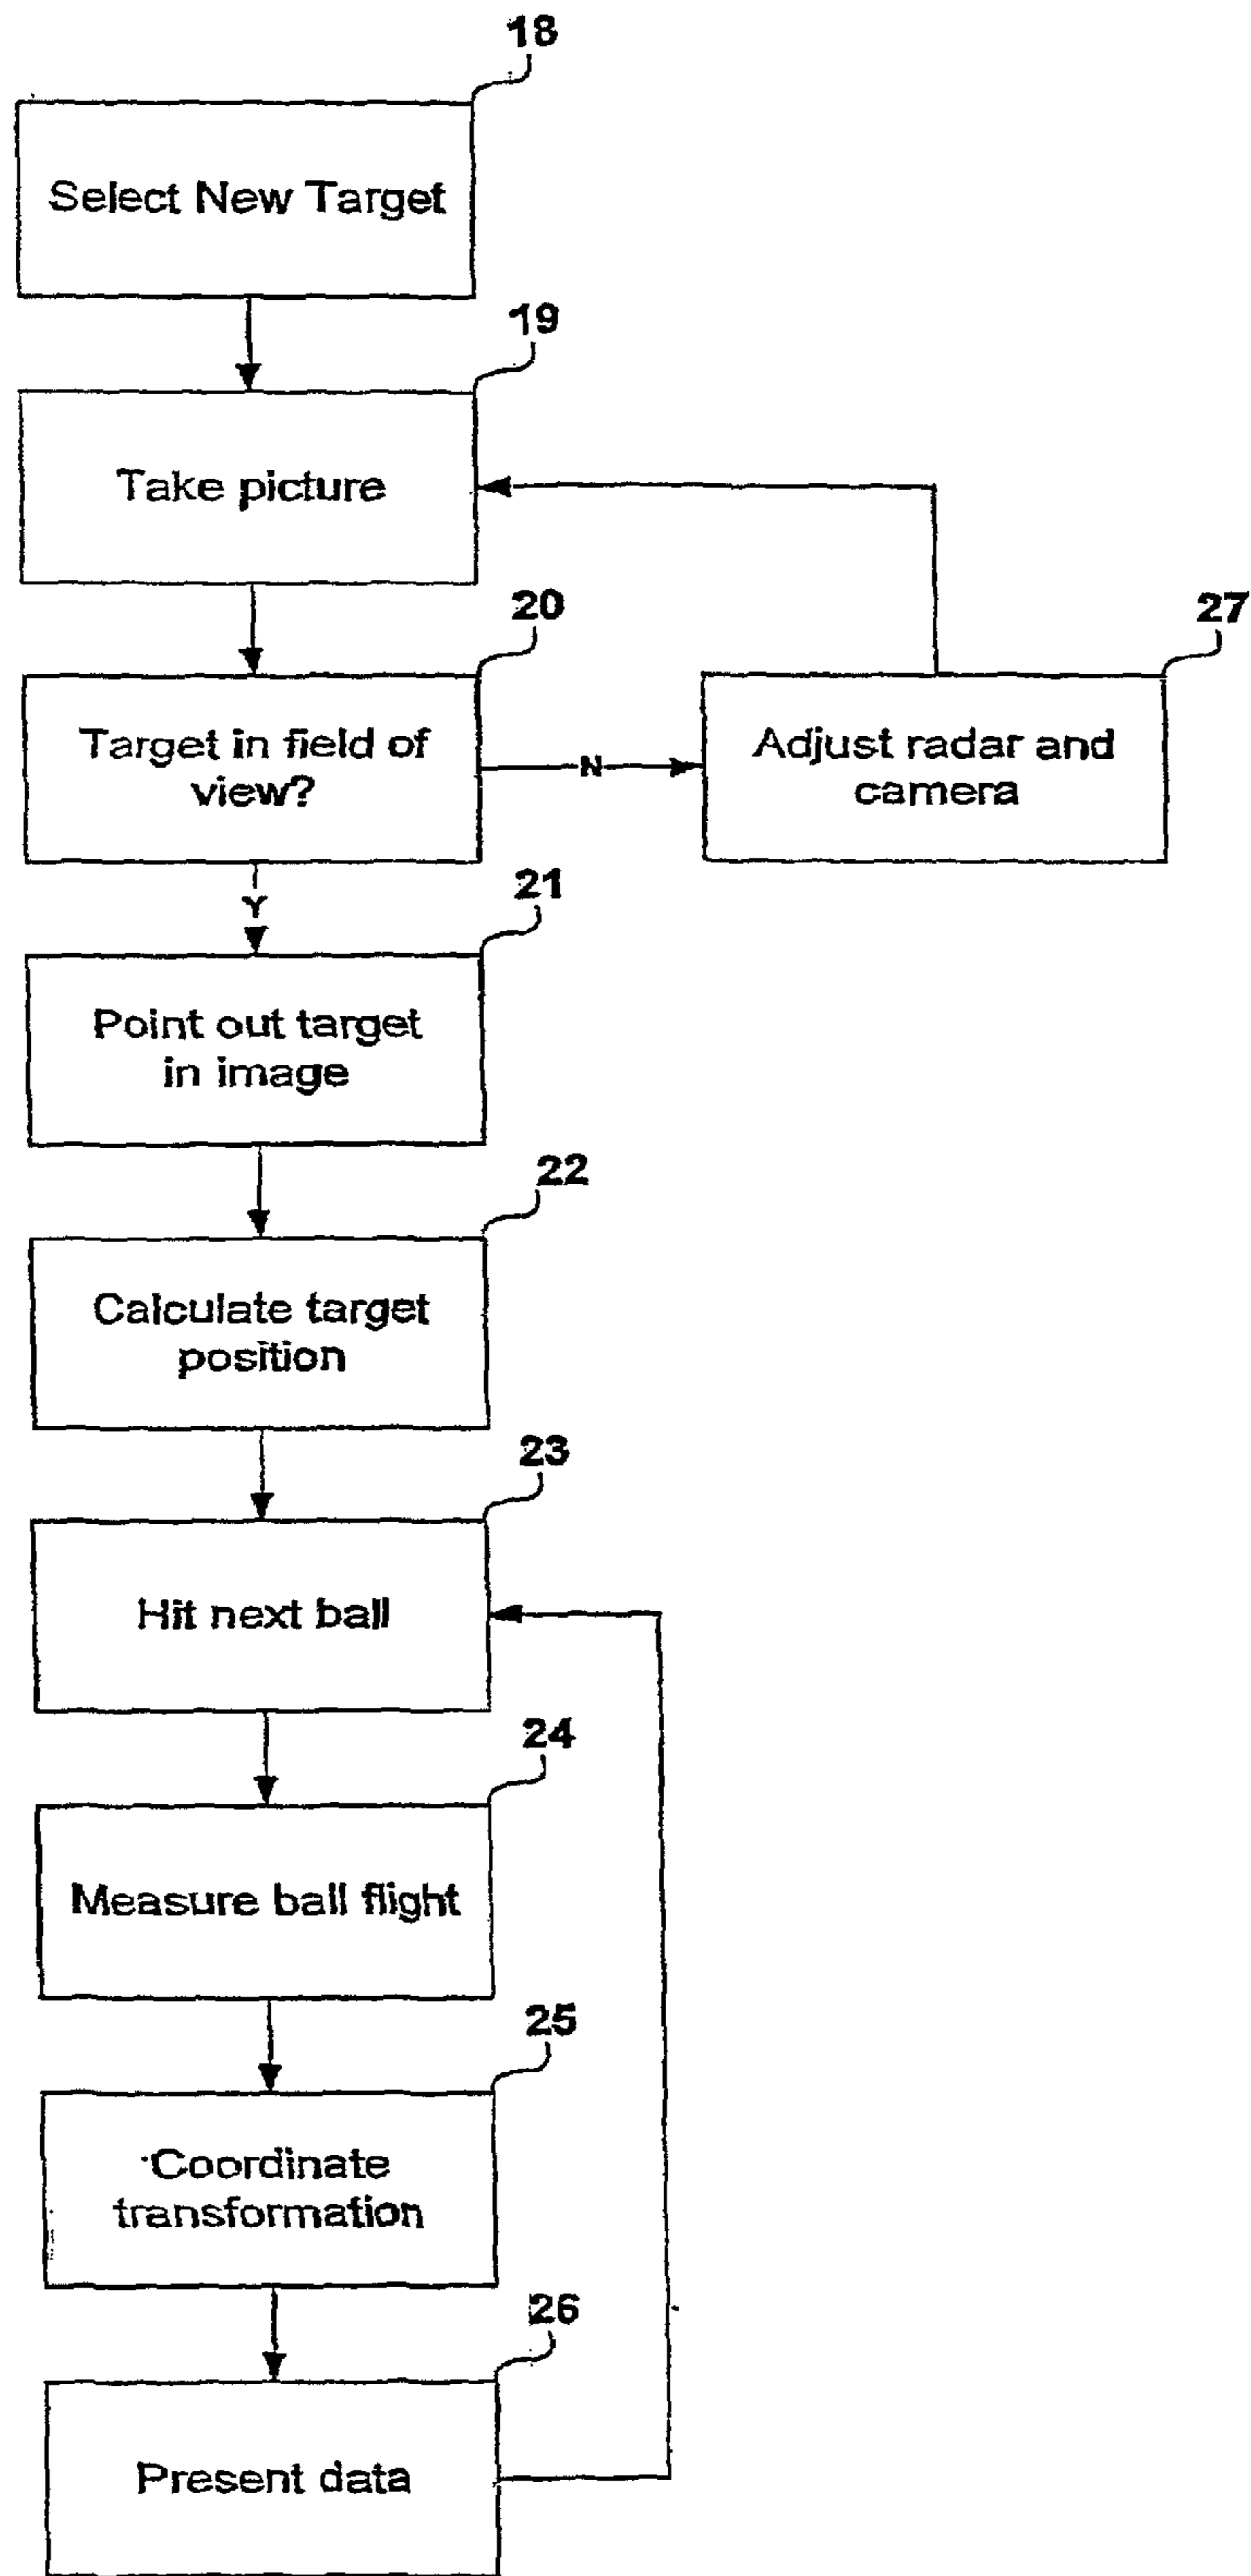 18
Select New Target
19
Take picture
20
Target in field of
view?
N
27
Adjust radar and
camera
Y
21
Point out target
in image
22
Calculate target
position
23
Hit next ball
24
Measure ball flight
25
Coordinate
transformation
26
Present data